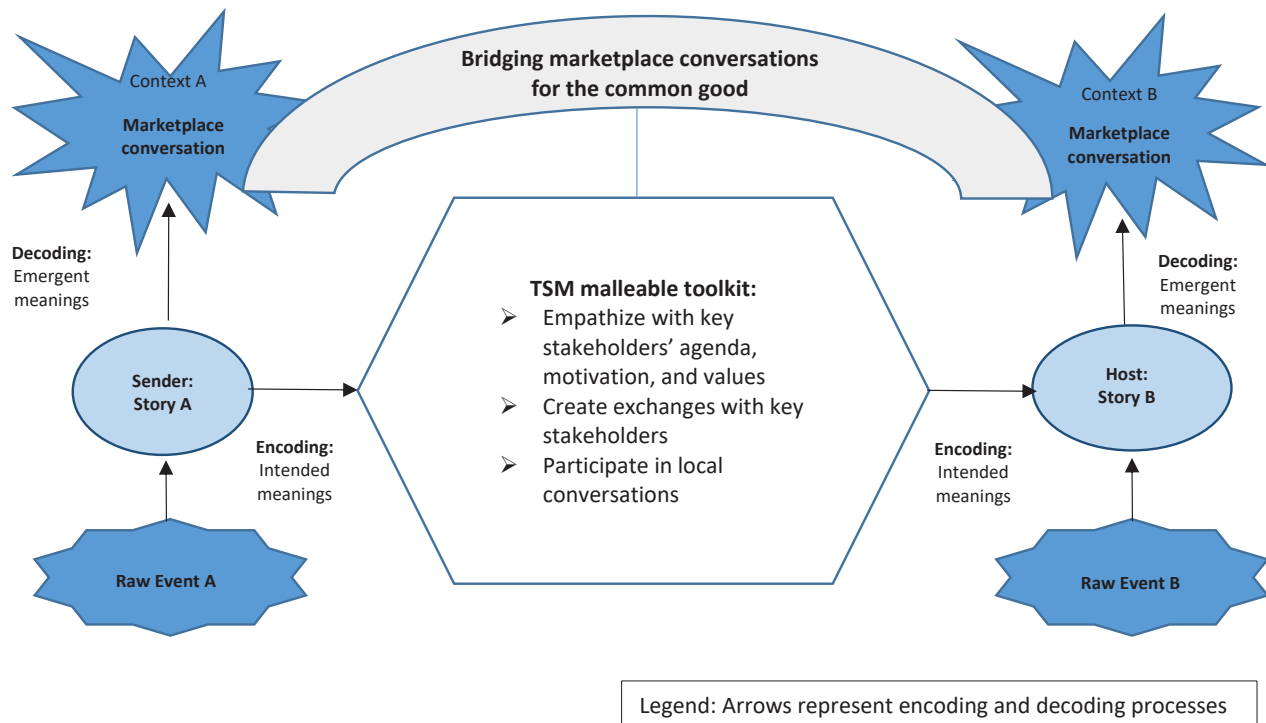 Bridging marketplace conversations
for the common good
Context A
Marketplace
conversation
Context B
Marketplace
conversation
Decoding:
Emergent
meanings
Decoding:
Emergent
meanings
TSM malleable toolkit:
➢ Empathize with key
stakeholders’ agenda,
motivation, and values
➢ Create exchanges with key
stakeholders
➢ Participate in local
conversations
Sender:
Story A
Host:
Story B
Encoding:
Intended
meanings
Encoding:
Intended
meanings
Raw Event A
Raw Event B
Legend: Arrows represent encoding and decoding processes